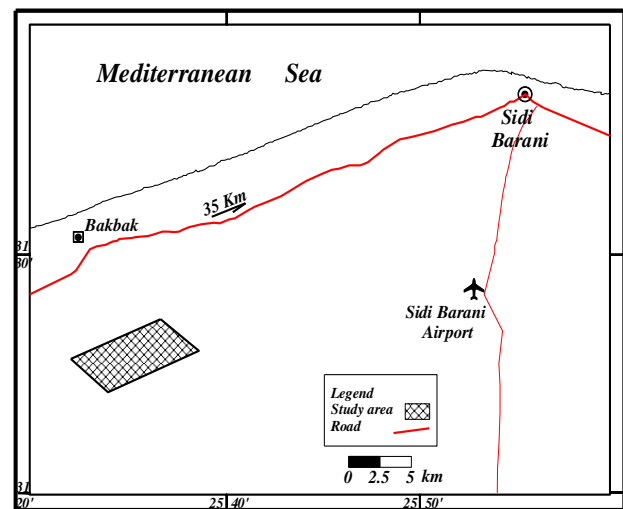 Mediterranean Sea
Sidi
Barani
35 Km
Bakbak
31
30'
Sidi Barani
Airport
Legend
Study area
Road
0 2.5 5 km
31
20'
25 40'
25 50'